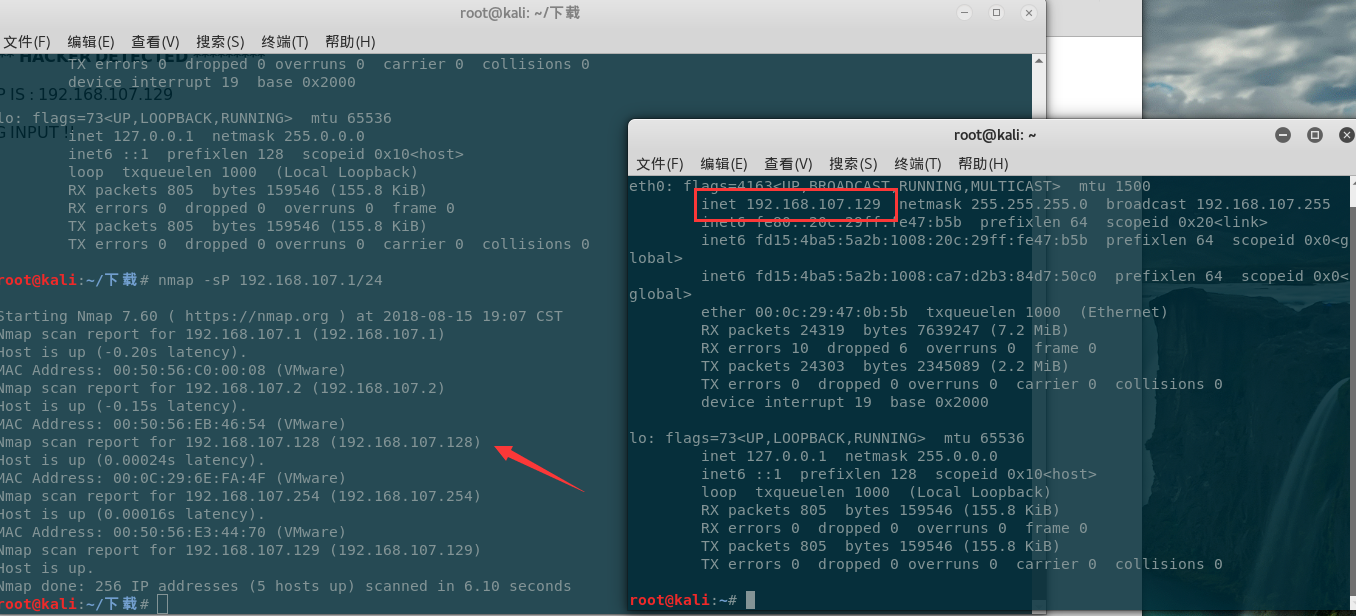 root@kali: ~/下载
文件(F) 编辑(E) 查看(V) 搜索(S) 终端(T) 帮助(H)
HACKER DETECTED
TX errors 0 dropped 0 overruns 0 carrier 0 collisions 0
device interrupt 19 base 0x2000
P IS : 192.168.107.129
lo: flags=73<UP,LOOPBACK,RUNNING> mtu 65536
G INPUT !!
inet 127.0.0.1 netmask 255.0.0.0
inet6 ::1 prefixlen 128 scopeid 0x10<host>
loop txqueuelen 1000 (Local Loopback)
RX packets 805 bytes 159546 (155.8 KiB)
RX errors 0 dropped 0 overruns 0 frame 0
TX packets 805 bytes 159546 (155.8 KiB)
TX errors 0 dropped 0 overruns 0 carrier 0 collisions 0
root@kali:~/下载# nmap -sP 192.168.107.1/24
Starting Nmap 7.60 ( https://nmap.org ) at 2018-08-15 19:07 CST
Nmap scan report for 192.168.107.1 (192.168.107.1)
Host is up (-0.20s latency).
MAC Address: 00:50:56:C0:00:08 (VMware)
Nmap scan report for 192.168.107.2 (192.168.107.2)
Host is up (-0.15s latency).
MAC Address: 00:50:56:EB:46:54 (VMware)
Nmap scan report for 192.168.107.128 (192.168.107.128)
Host is up (0.00024s latency).
MAC Address: 00:0C:29:6E:FA:4F (VMware)
Nmap scan report for 192.168.107.254 (192.168.107.254)
Host is up (0.00016s latency).
MAC Address: 00:50:56:E3:44:70 (VMware)
Nmap scan report for 192.168.107.129 (192.168.107.129)
Host is up.
Nmap done: 256 IP addresses (5 hosts up) scanned in 6.10 seconds
root@kali:~/下载#
root@kali: ~
文件(F) 编辑(E) 查看(V) 搜索(S) 终端(T) 帮助(H)
eth0: flags=4163<UP,BROADCAST,RUNNING,MULTICAST> mtu 1500
inet 192.168.107.129 netmask 255.255.255.0 broadcast 192.168.107.255
inet6 fe80::20c:29ff:fe47:b5b prefixlen 64 scopeid 0x20<link>
inet6 fd15:4ba5:5a2b:1008:20c:29ff:fe47:b5b prefixlen 64 scopeid 0x0<g
lobal>
inet6 fd15:4ba5:5a2b:1008:ca7:d2b3:84d7:50c0 prefixlen 64 scopeid 0x0<
global>
ether 00:0c:29:47:0b:5b txqueuelen 1000 (Ethernet)
RX packets 24319 bytes 7639247 (7.2 MiB)
RX errors 10 dropped 6 overruns 0 frame 0
TX packets 24303 bytes 2345089 (2.2 MiB)
TX errors 0 dropped 0 overruns 0 carrier 0 collisions 0
device interrupt 19 base 0x2000
lo: flags=73<UP,LOOPBACK,RUNNING> mtu 65536
inet 127.0.0.1 netmask 255.0.0.0
inet6 ::1 prefixlen 128 scopeid 0x10<host>
loop txqueuelen 1000 (Local Loopback)
RX packets 805 bytes 159546 (155.8 KiB)
RX errors 0 dropped 0 overruns 0 frame 0
TX packets 805 bytes 159546 (155.8 KiB)
TX errors 0 dropped 0 overruns 0 carrier 0 collisions 0
root@kali:~#